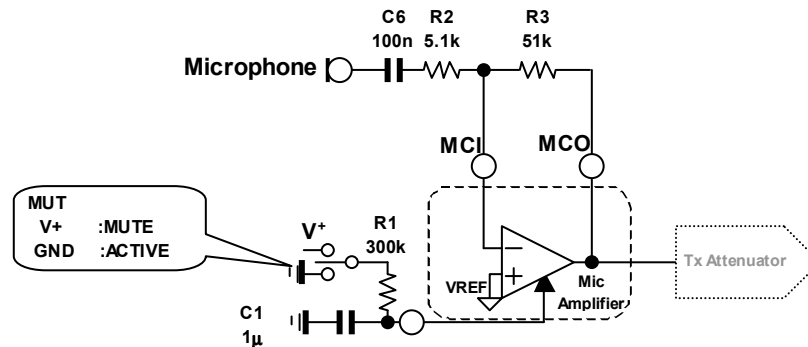 C6
100n
R2
5.1k
R3
51k
Microphone
MCI
MCO
MUT
V+ :MUTE
GND :ACTIVE
V+
R1
300k
VREF
Mic
Amplifier
Tx Attenuator
C1
1μ